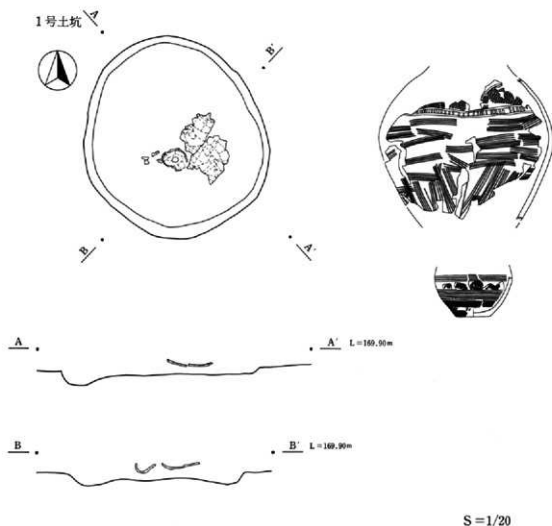 1号土坑
A
B'
B
A'
A
A' L=169.90m
B
B' L=169.90m
S=1/20